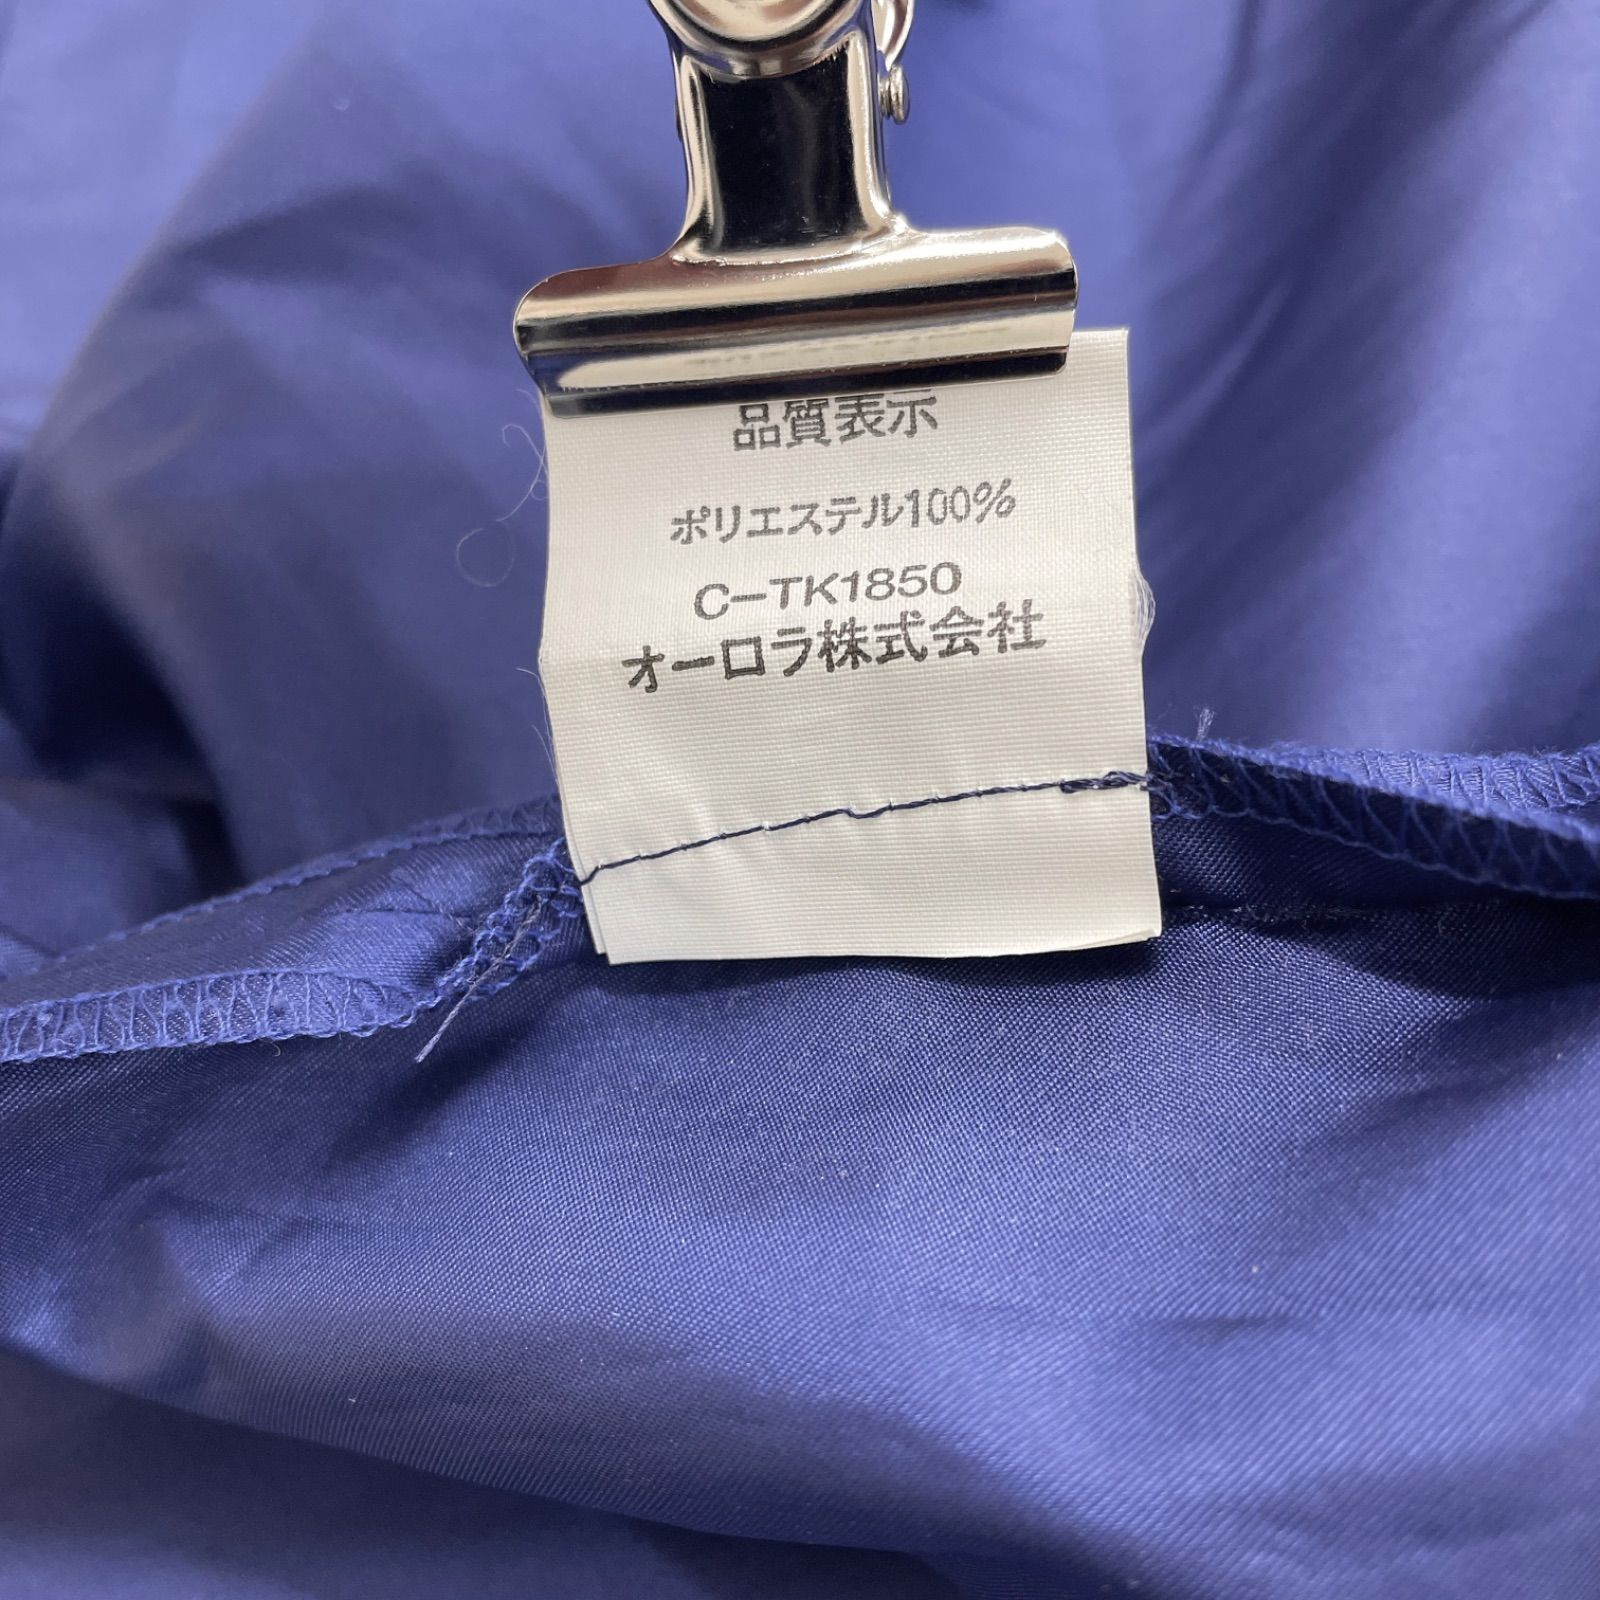 品質表示
ポリエステル100%
C-TK1850
オーロラ株式会社